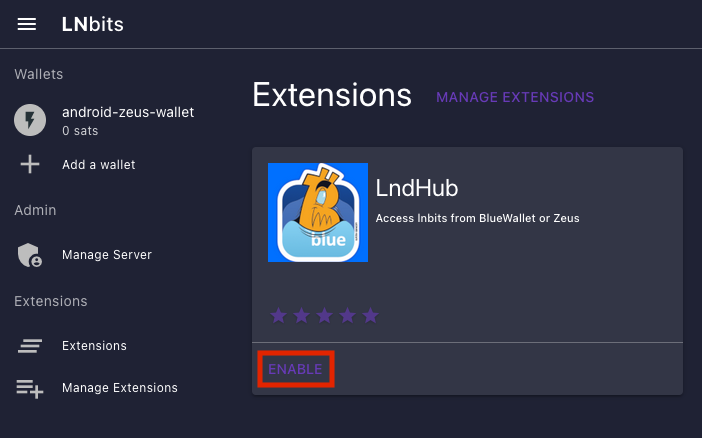 LNbits
Wallets
android-zeus-wallet
0 sats
Add a wallet
Admin
Manage Server
Extensions
Extensions
Manage Extensions
Extensions
MANAGE EXTENSIONS
LndHub
Access lnbits from BlueWallet or Zeus
blue
ENABLE